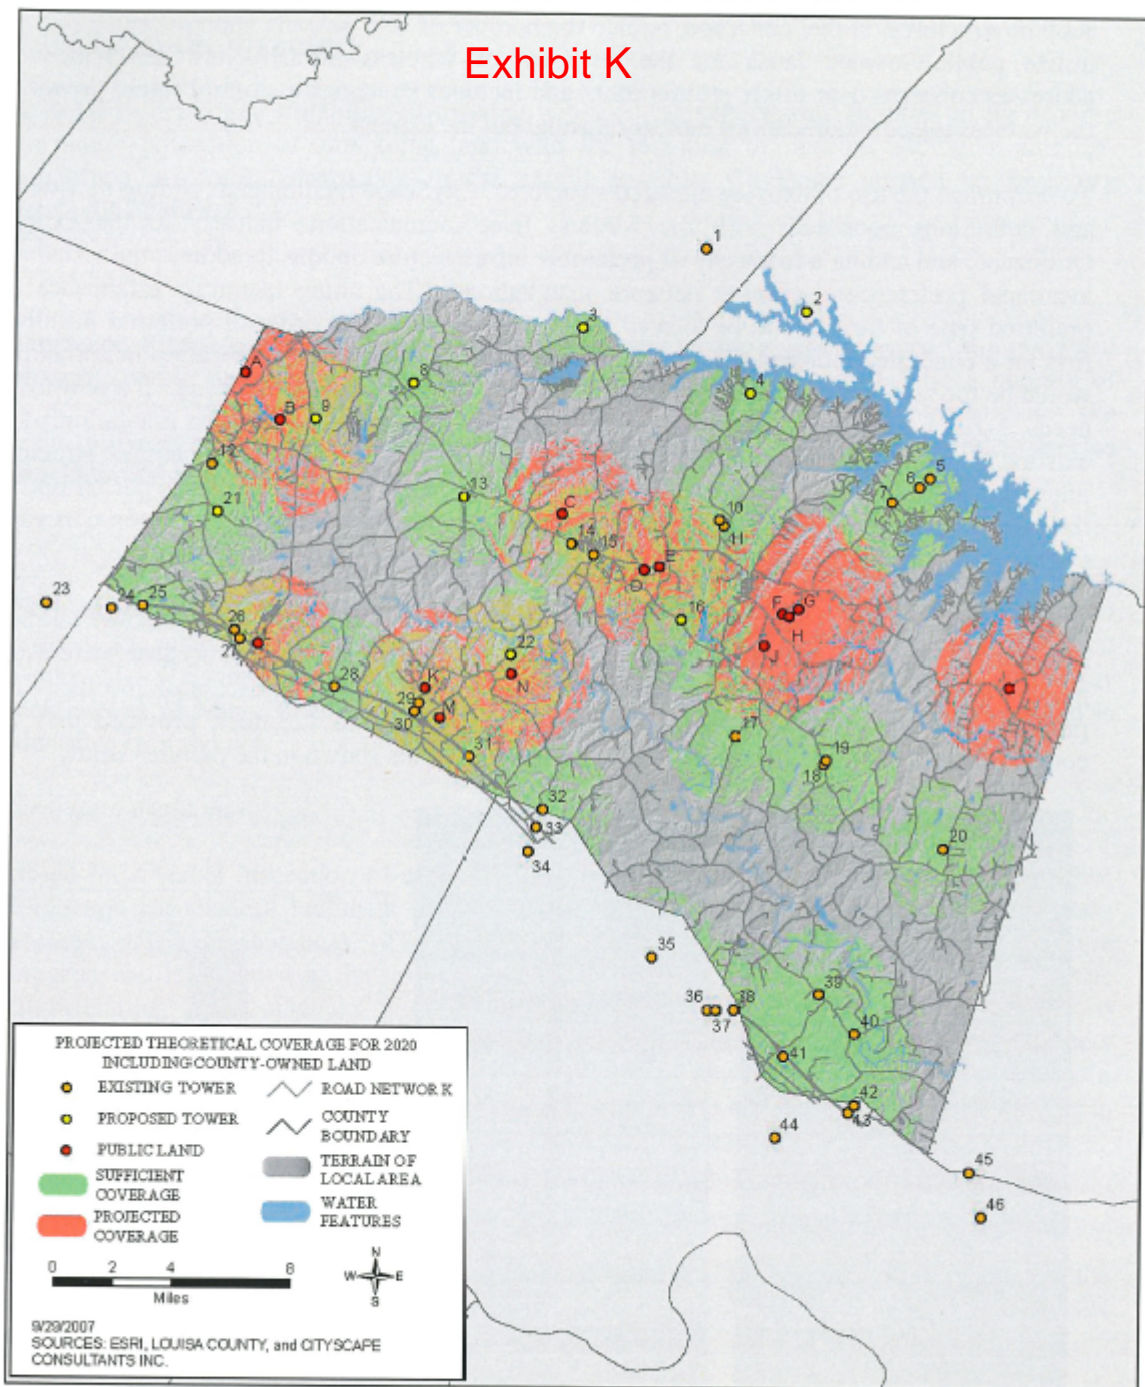 Exhibit K
1
2
3
4
5
6
7
8
9
A
B
12
21
13
C
14
15
10
11
D
E
16
F
G
H
J
23
24
25
26
27
28
22
K
N
29
30
M
31
17
19
18
20
32
33
34
35
36
37
38
39
40
41
42
43
44
45
46
PROJECTED THEORETICAL COVERAGE FOR 2020
INCLUDING COUNTY-OWNED LAND
EXISTING TOWER
PROPOSED TOWER
PUBLIC LAND
SUFFICIENT
COVERAGE
PROJECTED
COVERAGE
ROAD NETWORK
COUNTY
BOUNDARY
TERRAIN OF
LOCAL AREA
WATER
FEATURES
0 2 4 8
Miles
N
W E
S
9/29/2007
SOURCES: ESRI, LOUISA COUNTY, and CITYSCAPE
CONSULTANTS INC.